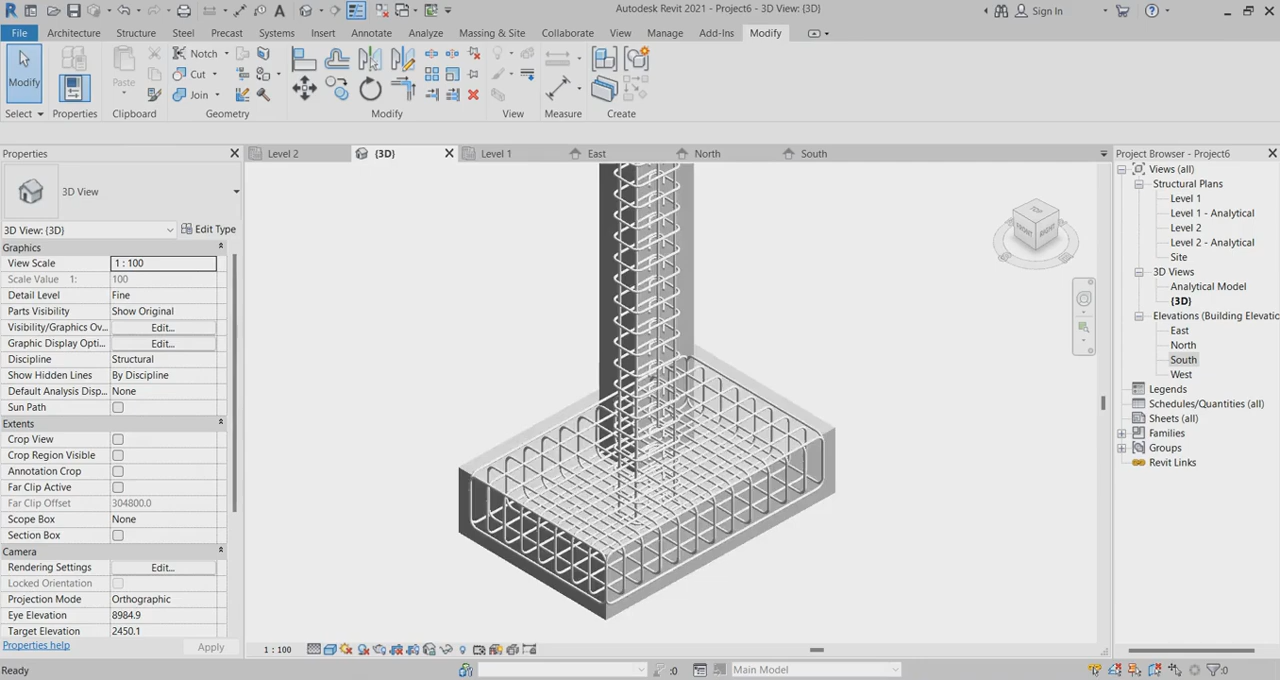 Autodesk Revit 2021 - Project6 - 3D View: {3D}
Sign In
File Architecture Structure Steel Precast Systems Insert Annotate Analyze Massing & Site Collaborate View Manage Add-Ins Modify
Modify
Paste
Notch
Cut
Join
Select Properties Clipboard Geometry Modify View Measure Create
Properties
Level 2 {3D} Level 1 East North South
Project Browser - Project6
3D View
3D View: {3D}
Edit Type
Graphics
View Scale 1 : 100
Scale Value 1: 100
Detail Level Fine
Parts Visibility Show Original
Visibility/Graphics Ov... Edit...
Graphic Display Opti... Edit...
Discipline Structural
Show Hidden Lines By Discipline
Default Analysis Disp... None
Sun Path
Extents
Crop View
Crop Region Visible
Annotation Crop
Far Clip Active
Far Clip Offset 304800.0
Scope Box None
Section Box
Camera
Rendering Settings Edit...
Locked Orientation
Projection Mode Orthographic
Eye Elevation 8984.9
Target Elevation 2450.1
Properties help
Apply
TOP
FRONT
RIGHT
Views (all)
Structural Plans
Level 1
Level 1 - Analytical
Level 2
Level 2 - Analytical
Site
3D Views
Analytical Model
{3D}
Elevations (Building Elevatio
East
North
South
West
Legends
Schedules/Quantities (all)
Sheets (all)
Families
Groups
Revit Links
1 : 100
Ready
:0
Main Model
:0